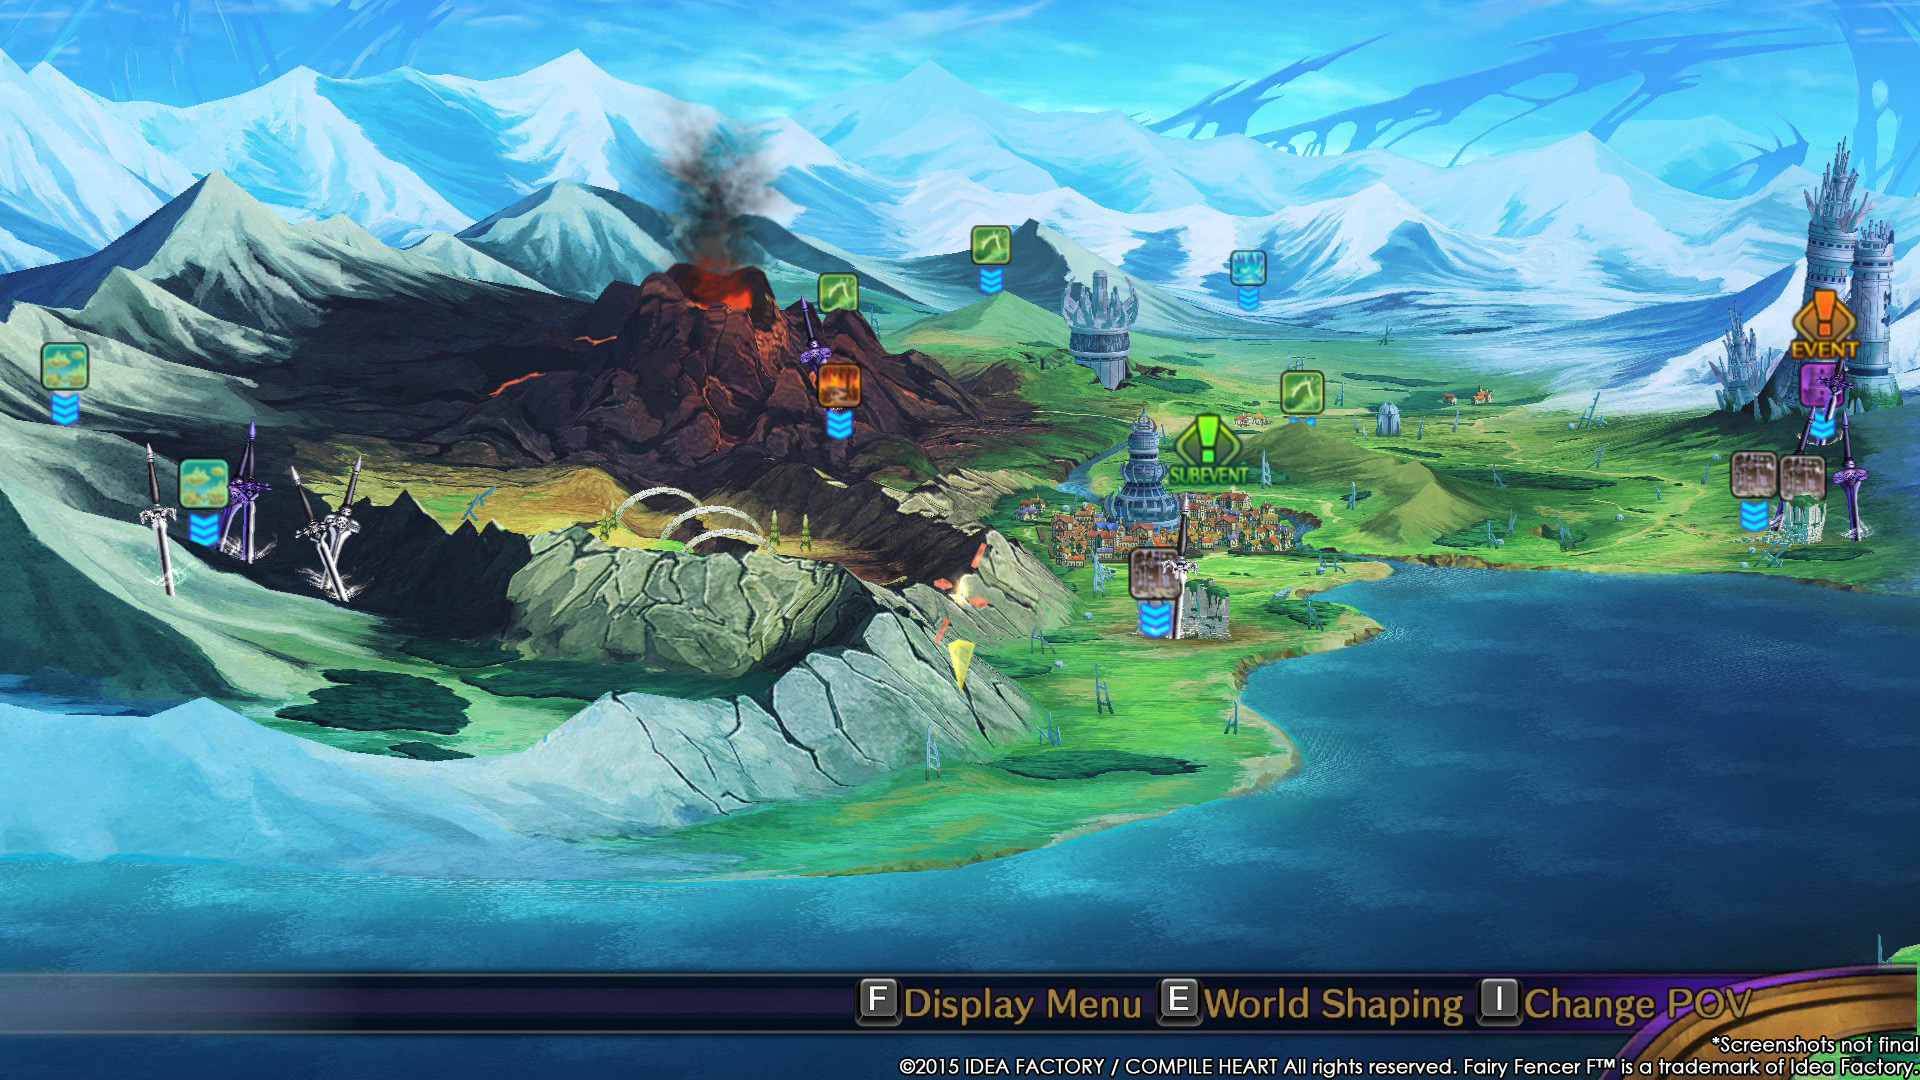 EVENT
SUBEVENT
F Display Menu E World Shaping I Change POV
*Screenshots not final
©2015 IDEA FACTORY / COMPILE HEART All rights reserved. Fairy Fencer F™ is a trademark of Idea Factory.